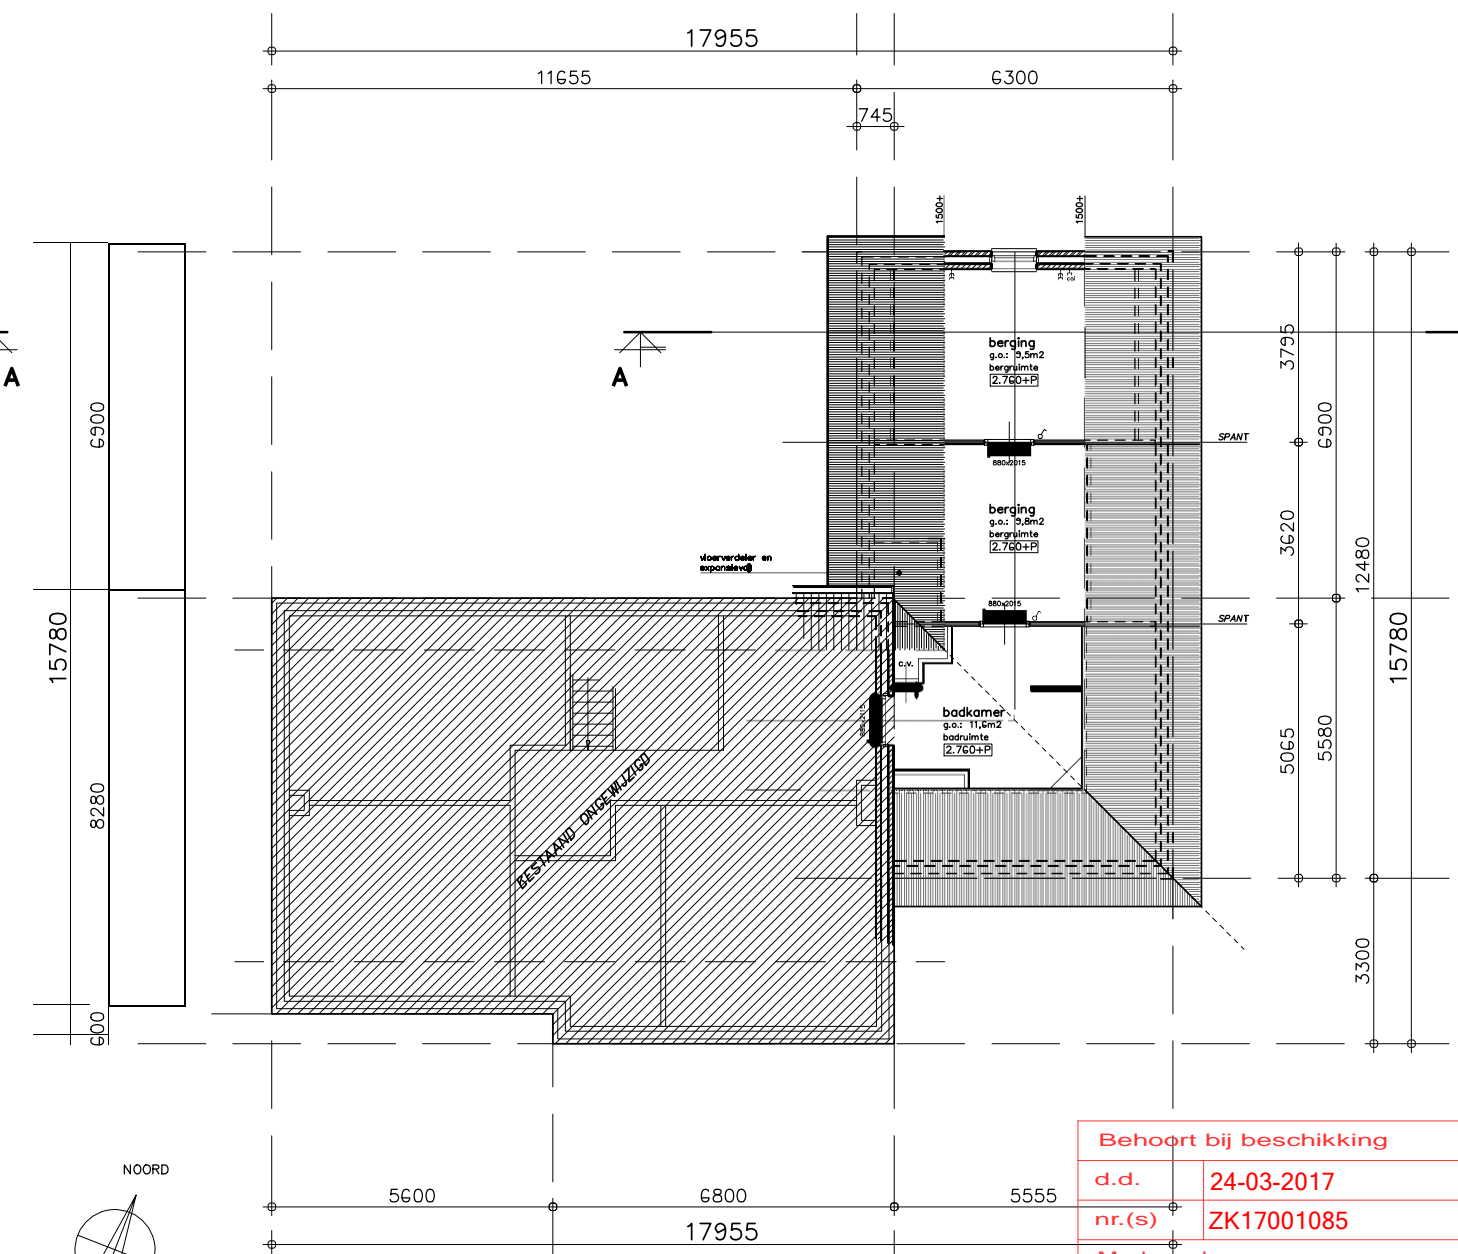 17955
11655
6300
745
1500+
1500+
berging
g.o.: 9,5m2
bergruimte
2.760+P
A
A
3795
6900
6900
SPANT
880x2015
berging
g.o.: 9,8m2
bergruimte
2.760+P
3620
12480
vloerverdeler en
880x2015
SPANT
15780
15780
c.v.
badkamer
g.o.: 11,6m2
badruimte
2.760+P
5065
5580
8280
BESTAAND ONGEWIJZIGD
3300
600
Behoort bij beschikking
NOORD
d.d.
24-03-2017
5600
6800
5555
nr.(s)
ZK17001085
17955